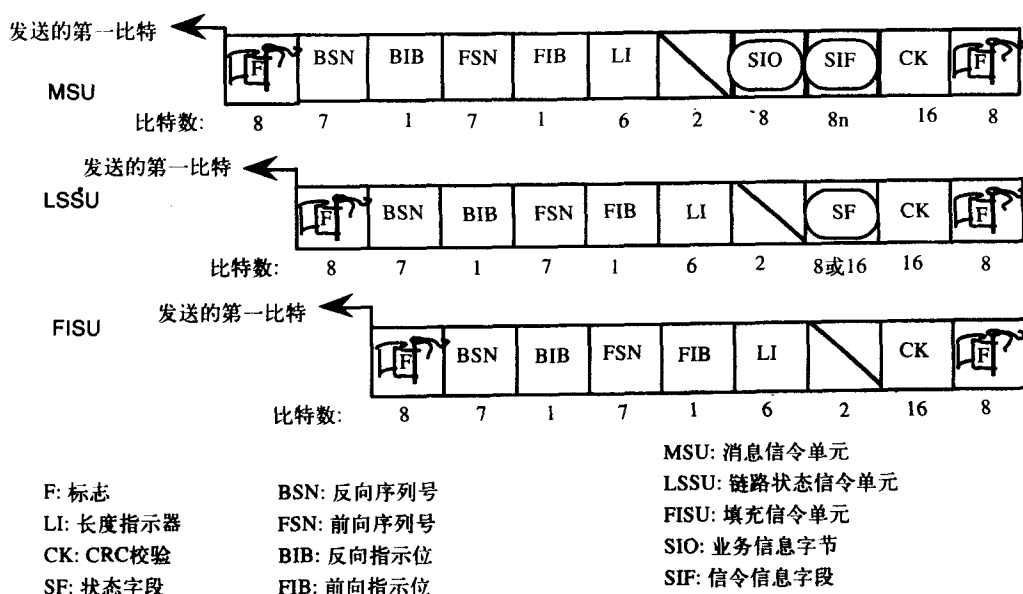 发送的第一比特
F BSN BIB FSN FIB LI SIO SIF CK F
MSU
比特数: 8 7 1 7 1 6 2 8 8n 16 8
发送的第一比特
LSSU
F BSN BIB FSN FIB LI SF CK F
比特数: 8 7 1 7 1 6 2 8或16 16 8
发送的第一比特
FISU
F BSN BIB FSN FIB LI CK F
比特数: 8 7 1 7 1 6 2 16 8
F: 标志
LI: 长度指示器
CK: CRC校验
SF: 状态字段
BSN: 反向序列号
FSN: 前向序列号
BIB: 反向指示位
FIB: 前向指示位
MSU: 消息信令单元
LSSU: 链路状态信令单元
FISU: 填充信令单元
SIO: 业务信息字节
SIF: 信令信息字段